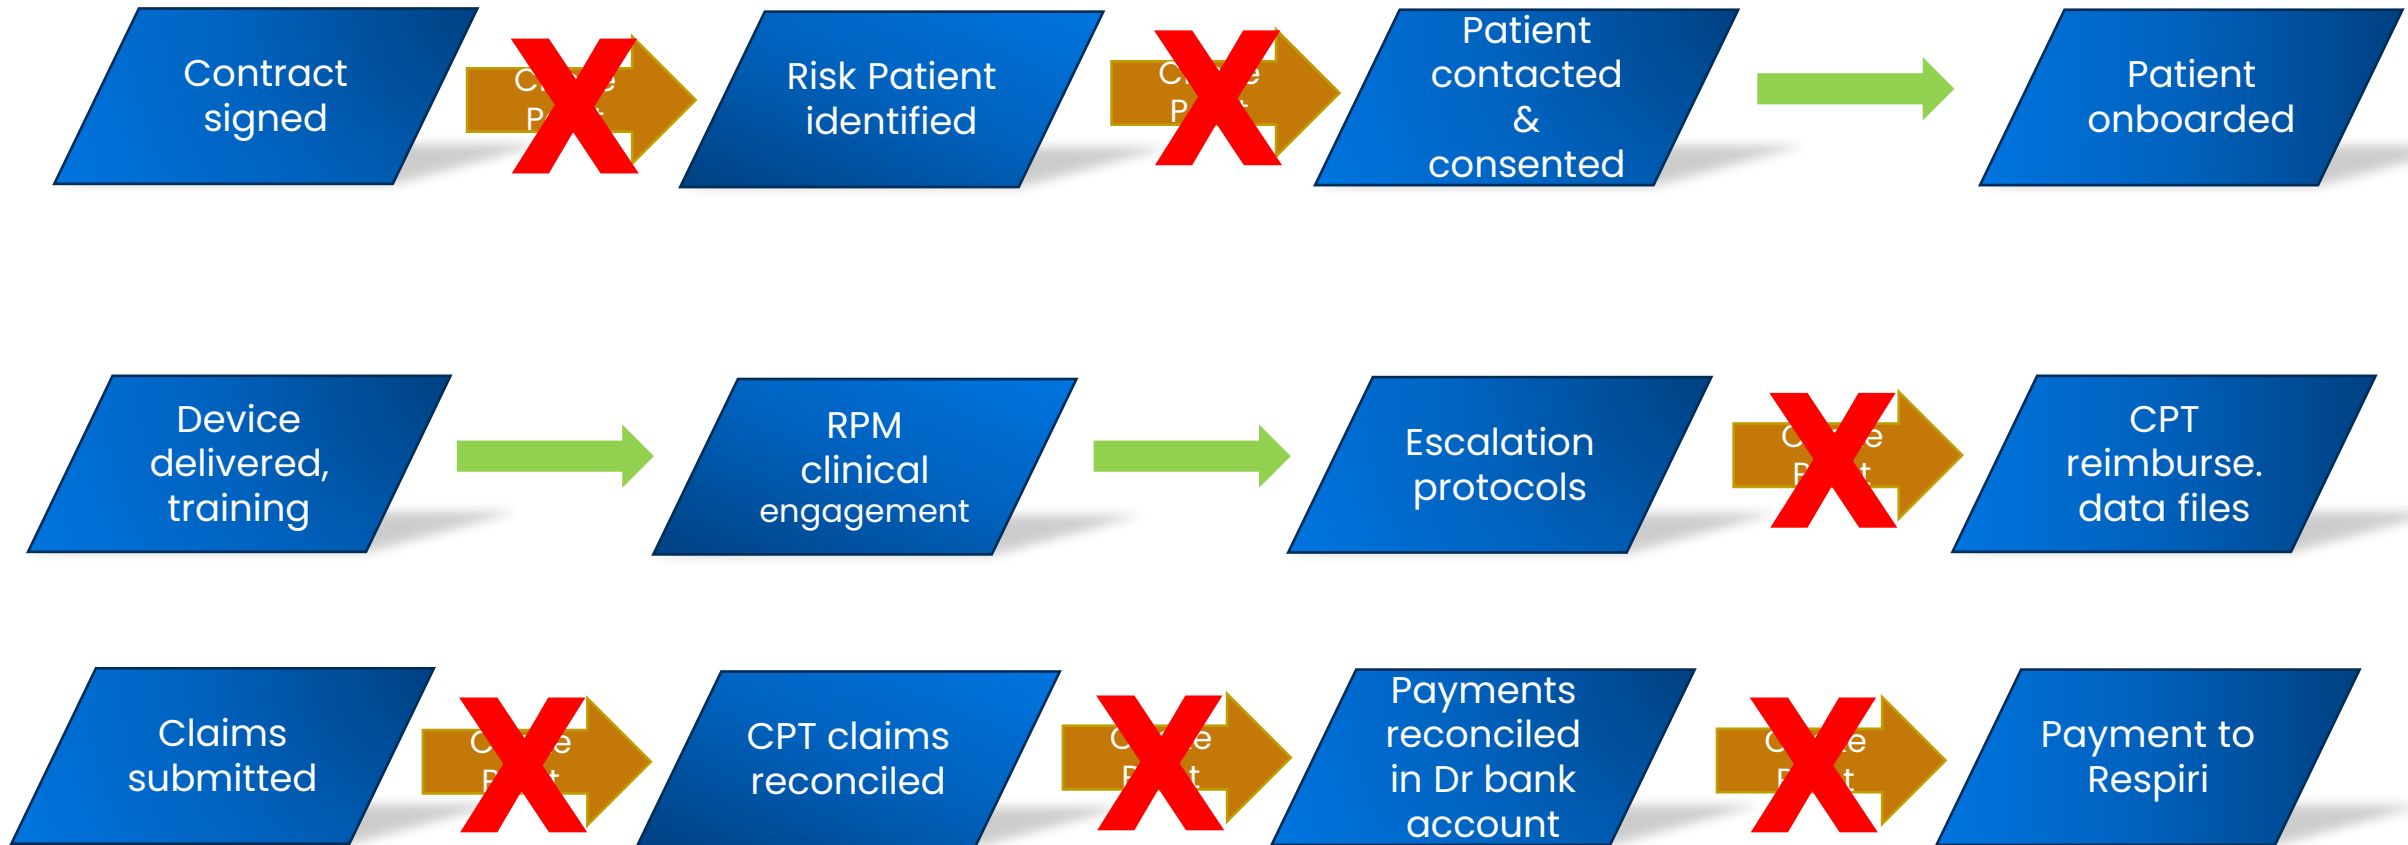 Contract
signed
Risk Patient
identified
Patient
contacted
&
consented
Patient
onboarded
Device
delivered,
training
RPM
clinical
engagement
Escalation
protocols
CPT
reimburse.
data files
Claims
submitted
CPT claims
reconciled
Payments
reconciled
in Dr bank
account
Payment to
Respiri